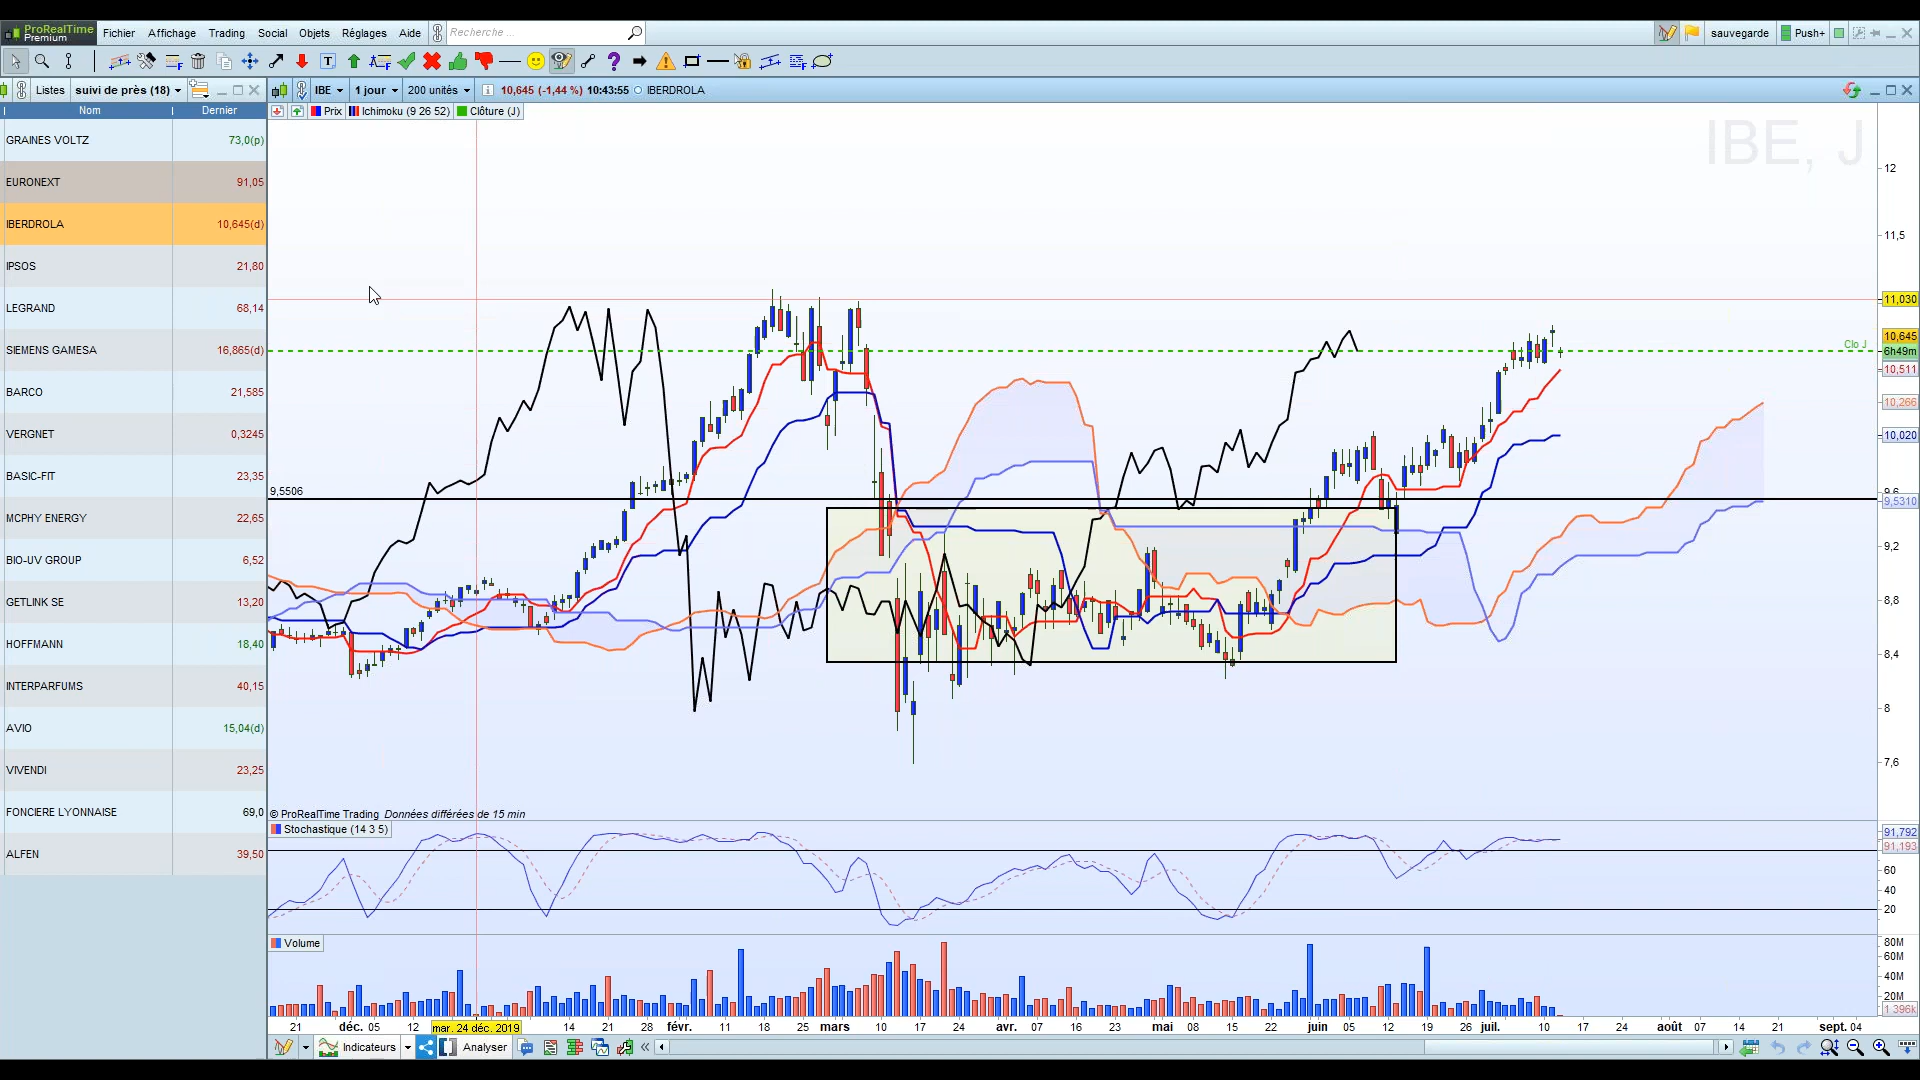 ProRealTime
Premium
Fichier Affichage Trading Social Objets Réglages Aide Recherche ... sauvegarde Push+
Listes suivi de près (18) IBE 1 jour 200 unités 10,645 (-1,44 %) 10:43:55 IBERDROLA
Nom Dernier
Prix Ichimoku (9 26 52) Clôture (J)
IBE, J
GRAINES VOLTZ 73,0(p)
EURONEXT 91,05
IBERDROLA 10,645(d)
IPSOS 21,80
LEGRAND 68,14
SIEMENS GAMESA 16,865(d)
BARCO 21,585
VERGNET 0,3245
BASIC-FIT 23,35
MCPHY ENERGY 22,65
BIO-UV GROUP 6,52
GETLINK SE 13,20
HOFFMANN 18,40
INTERPARFUMS 40,15
AVIO 15,04(d)
VIVENDI 23,25
FONCIERE LYONNAISE 69,0
ALFEN 39,50
12
11,5
11,030
10,645
Clo J
6h49m
10,511
10,266
10,020
9,5506
9,5310
9,2
8,8
8,4
8
7,6
© ProRealTime Trading Données différées de 15 min
Stochastique (14 3 5)
91,792
91,193
60
40
20
Volume
80M
60M
40M
20M
1 396k
21 déc. 05 12 mar. 24 déc. 2019 14 21 28 févr. 11 18 25 mars 10 17 24 avr. 07 16 23 mai 08 15 22 juin 05 12 19 26 juil. 10 17 24 août 07 14 21 sept. 04
Indicateurs Analyser